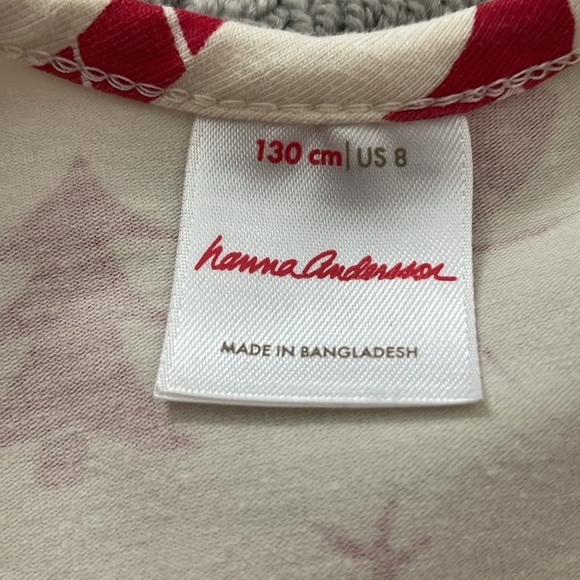 130 cm | US 8
hanna andersson
MADE IN BANGLADESH